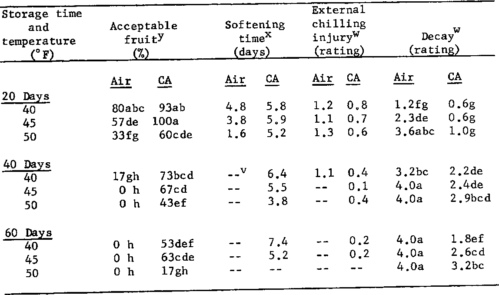 Storage time and temperature (°F) Acceptable fruitʸ (%) Softening timeˣ (days) External chilling injuryʷ (rating) Decayʷ (rating)
Air CA Air CA Air CA Air CA
20 Days
40 80abc 93ab 4.8 5.8 1.2 0.8 1.2fg 0.6g
45 57de 100a 3.8 5.9 1.1 0.7 2.3de 0.6g
50 33fg 60cde 1.6 5.2 1.3 0.6 3.6abc 1.0g
40 Days
40 17gh 73bcd --ᵛ 6.4 1.1 0.4 3.2bc 2.2de
45 0 h 67cd -- 5.5 -- 0.1 4.0a 2.4de
50 0 h 43ef -- 3.8 -- 0.4 4.0a 2.9bcd
60 Days
40 0 h 53def -- 7.4 -- 0.2 4.0a 1.8ef
45 0 h 63cde -- 5.2 -- 0.2 4.0a 2.6cd
50 0 h 17gh -- -- -- -- 4.0a 3.2bc